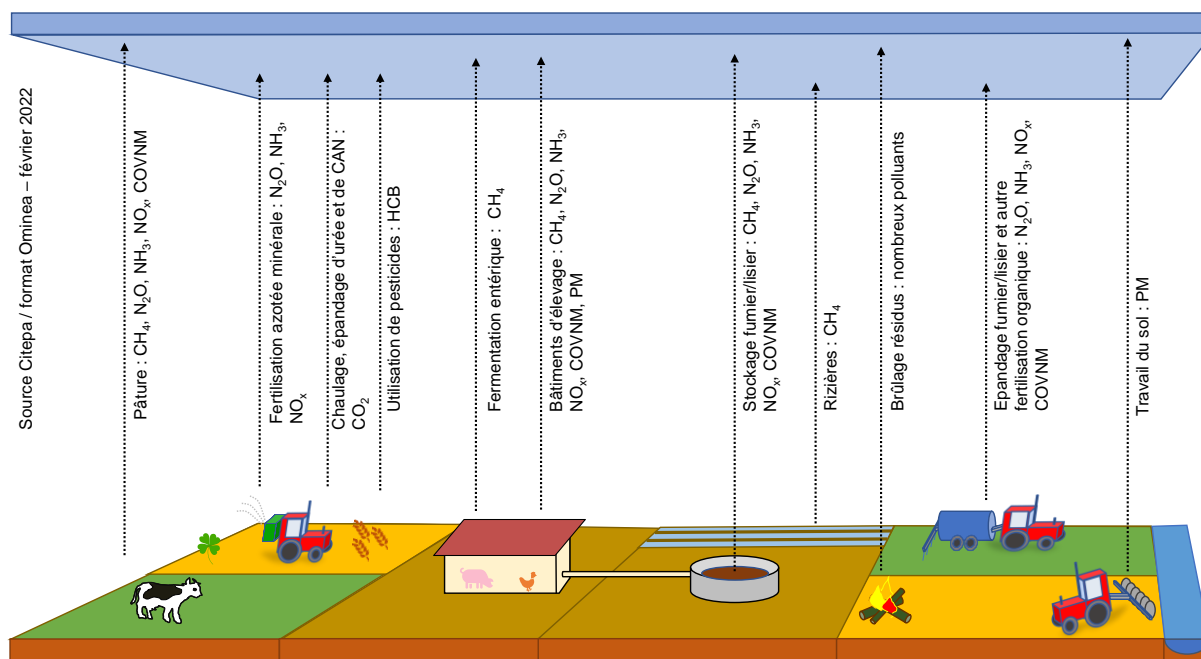 Source Citepa / format Ominea – février 2022
Pâture : CH₄, N₂O, NH₃, NOₓ, COVNM
Fertilisation azotée minérale : N₂O, NH₃,
NOₓ
Chaulage, épandage d'urée et de CAN :
CO₂
Utilisation de pesticides : HCB
Fermentation entérique : CH₄
Bâtiments d'élevage : CH₄, N₂O, NH₃,
NOₓ, COVNM, PM
Stockage fumier/lisier : CH₄, N₂O, NH₃,
NOₓ, COVNM
Rizières : CH₄
Brûlage résidus : nombreux polluants
Epandage fumier/lisier et autre
fertilisation organique : N₂O, NH₃, NOₓ,
COVNM
Travail du sol : PM